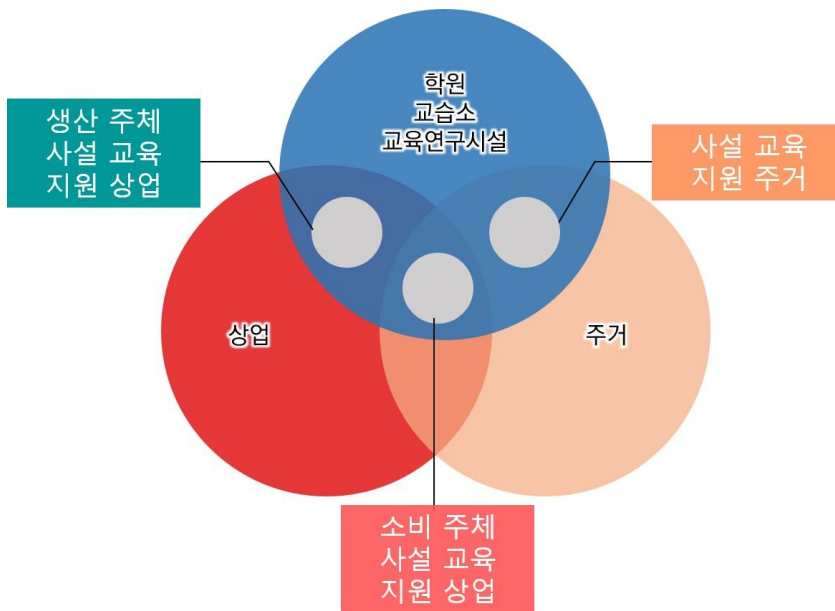 학원
교습소
교육연구시설
생산 주체
사설 교육
지원 상업
사설 교육
지원 주거
상업
주거
소비 주체
사설 교육
지원 상업